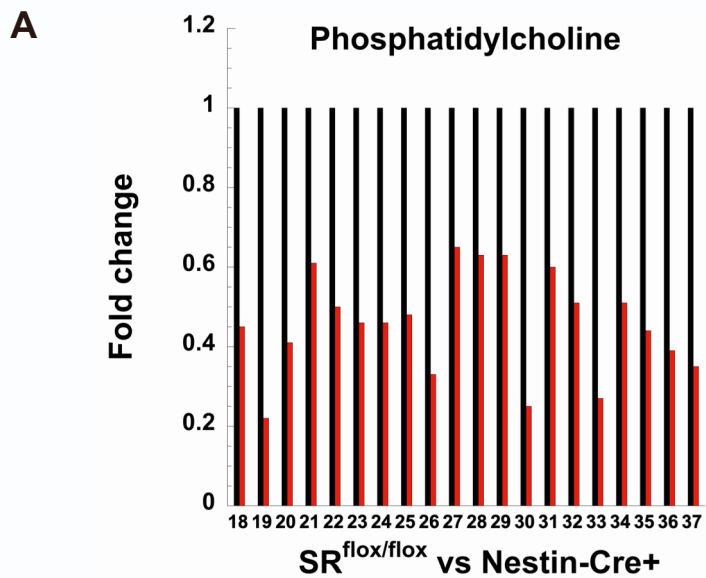 A
Phosphatidylcholine
Fold change
1.2
1
0.8
0.6
0.4
0.2
0
18 19 20 21 22 23 24 25 26 27 28 29 30 31 32 33 34 35 36 37
SR^flox/flox vs Nestin-Cre+